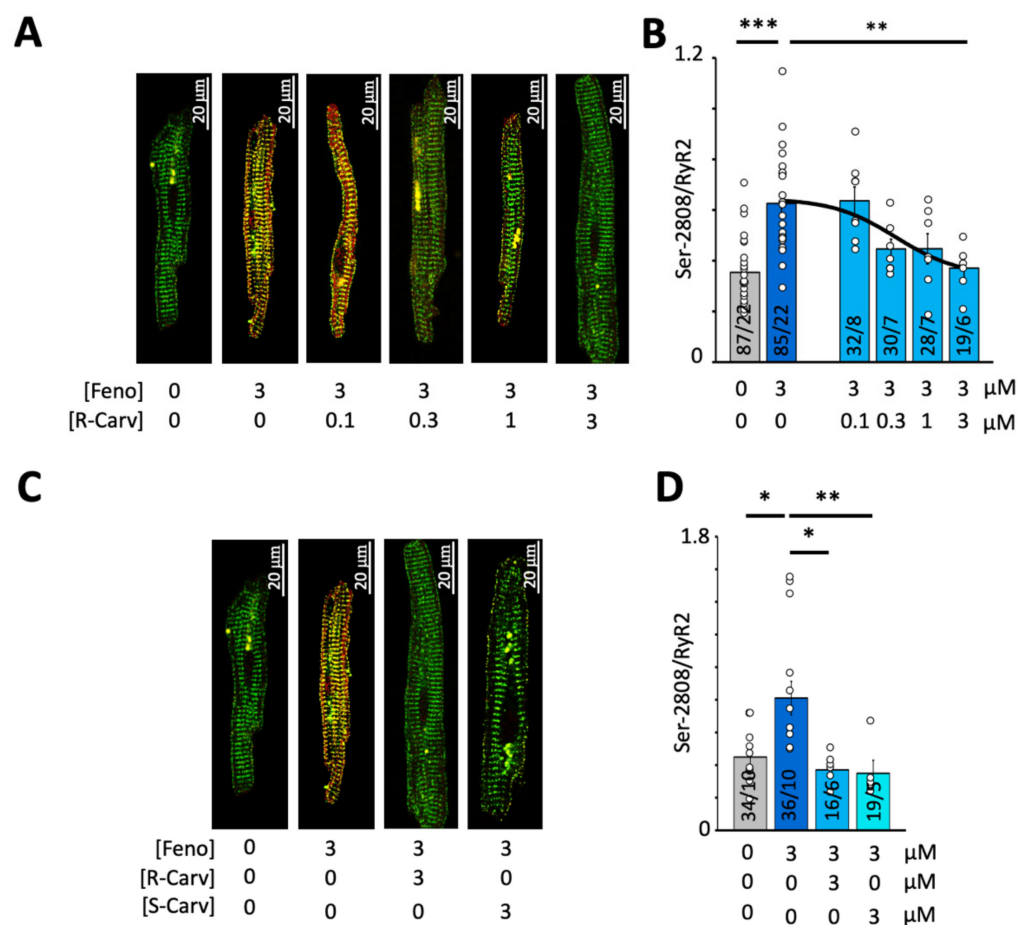 A
20 µm
20 µm
20 µm
20 µm
20 µm
20 µm
[Feno] 0 3 3 3 3 3
[R-Carv] 0 0 0.1 0.3 1 3
B
*** **
1.2
Ser-2808/RyR2
87/22
85/22
32/8
30/7
28/7
19/6
0
0 3 3 3 3 3 µM
0 0 0.1 0.3 1 3 µM
C
20 µm
20 µm
20 µm
20 µm
[Feno] 0 3 3 3
[R-Carv] 0 0 3 0
[S-Carv] 0 0 0 3
D
* **
*
1.8
Ser-2808/RyR2
34/10
36/10
16/6
19/5
0
0 3 3 3 µM
0 0 3 0 µM
0 0 0 3 µM